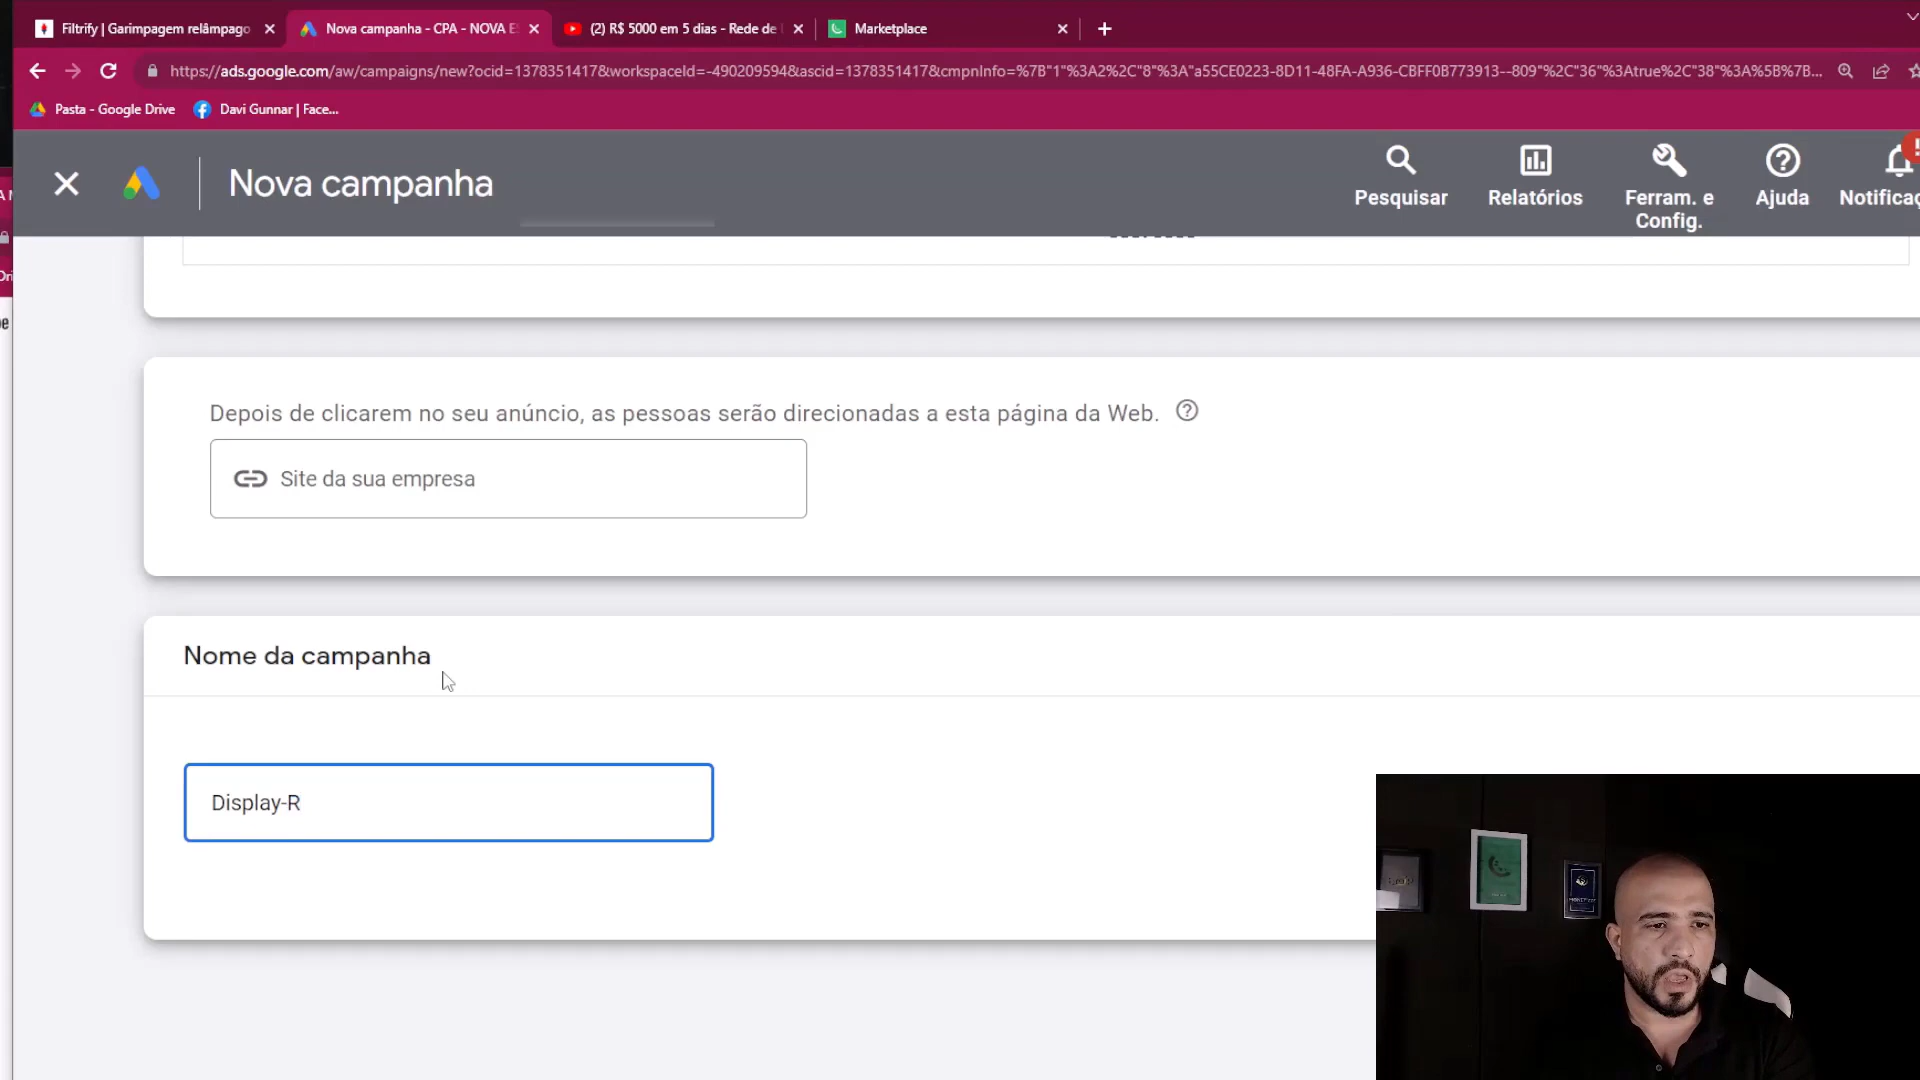 Filtrify | Garimpagem relâmpago
Nova campanha - CPA - NOVA E
(2) R$ 5000 em 5 dias - Rede de
Marketplace
https://ads.google.com/aw/campaigns/new?ocid=1378351417&workspaceId=-490209594&ascid=1378351417&cmpnInfo=%7B"1"%3A2%2C"8"%3A"a55CE0223-8D11-48FA-A936-CBFF0B773913--809"%2C"36"%3Atrue%2C"38"%3A%5B%7B...
Pasta - Google Drive
Davi Gunnar | Face...
Nova campanha
Pesquisar
Relatórios
Ferram. e
Config.
Ajuda
Notificaç
Depois de clicarem no seu anúncio, as pessoas serão direcionadas a esta página da Web.
Site da sua empresa
Nome da campanha
Display-R